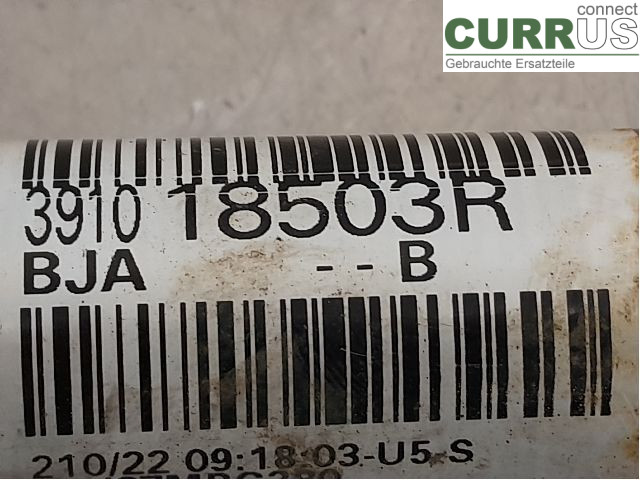 connect
CURRUS
Gebrauchte Ersatzteile
3910 18503R
BJA -- B
210/22 09:18:03-U5-S